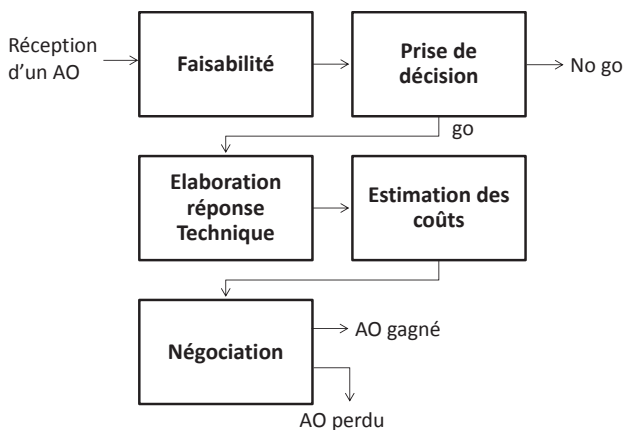 Réception
d'un AO
Faisabilité
Prise de
décision
No go
go
Elaboration
réponse
Technique
Estimation des
coûts
Négociation
AO gagné
AO perdu